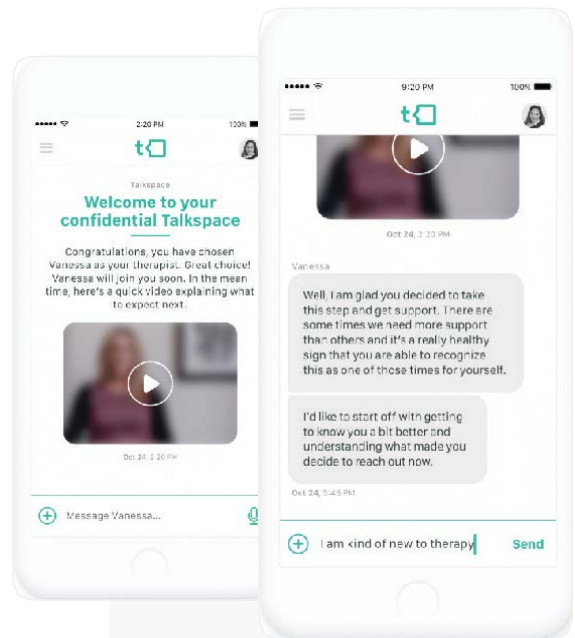 2:20 PM
100%
t
Talkspace
Welcome to your
confidential Talkspace
Congratulations, you have chosen
Vanessa as your therapist. Great choice!
Vanessa will join you soon. In the mean
time, here's a quick video explaining what
to expect next.
Oct 24, 2:20 PM
Message Vanessa...
9:20 PM
100%
t
Oct 24, 2:20 PM
Vanessa
Well, I am glad you decided to take
this step and get support. There are
some times we need more support
than others and it's a really healthy
sign that you are able to recognize
this as one of those times for yourself.
I'd like to start off with getting
to know you a bit better and
understanding what made you
decide to reach out now.
Oct 24, 5:45 PM
I am kind of new to therapy
Send